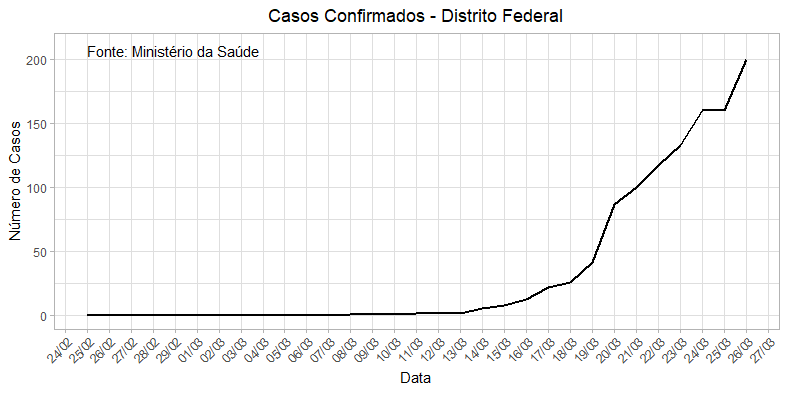 Casos Confirmados - Distrito Federal
Fonte: Ministério da Saúde
Número de Casos
200
150
100
50
0
24/02 25/02 26/02 27/02 28/02 29/02 01/03 02/03 03/03 04/03 05/03 06/03 07/03 08/03 09/03 10/03 11/03 12/03 13/03 14/03 15/03 16/03 17/03 18/03 19/03 20/03 21/03 22/03 23/03 24/03 25/03 26/03 27/03
Data